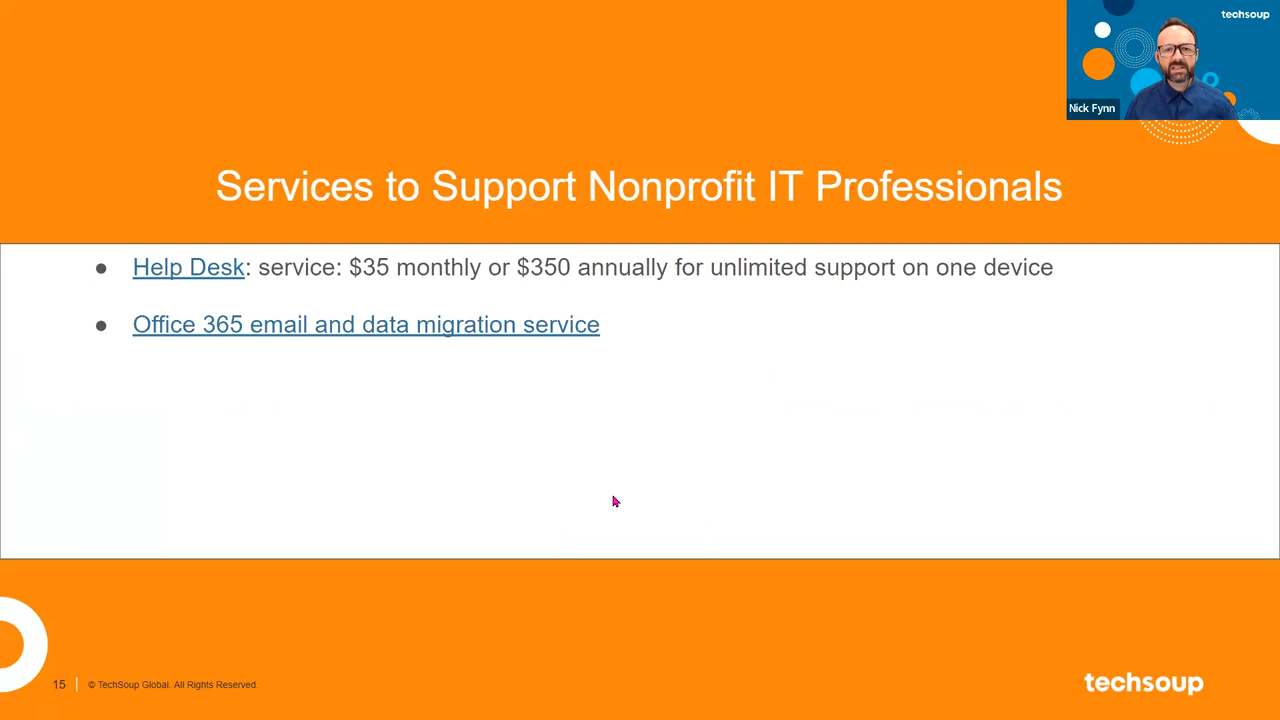 techsoup
Nick Fynn
Services to Support Nonprofit IT Professionals
● Help Desk: service: $35 monthly or $350 annually for unlimited support on one device
● Office 365 email and data migration service
15 | © TechSoup Global. All Rights Reserved.
techsoup